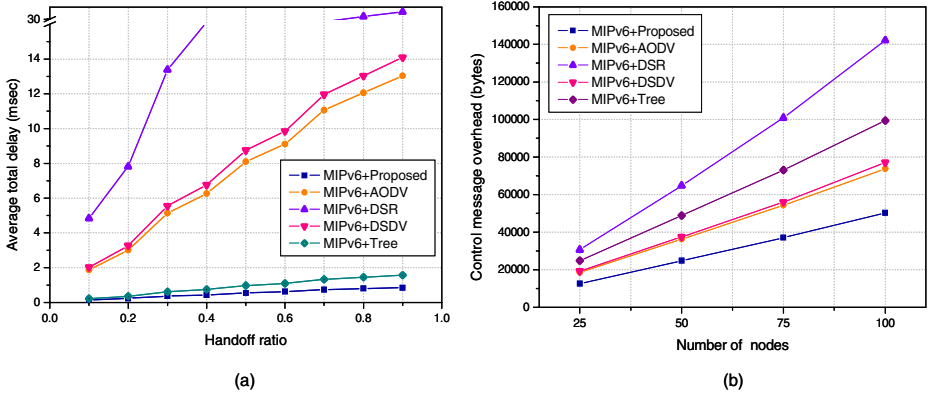 30
14
12
10
8
6
4
2
0
0.0 0.2 0.4 0.6 0.8 1.0
Average total delay (msec)
Handoff ratio
MIPv6+Proposed
MIPv6+AODV
MIPv6+DSR
MIPv6+DSDV
MIPv6+Tree
(a)
160000
140000
120000
100000
80000
60000
40000
20000
0
25 50 75 100
Control message overhead (bytes)
Number of nodes
MIPv6+Proposed
MIPv6+AODV
MIPv6+DSR
MIPv6+DSDV
MIPv6+Tree
(b)